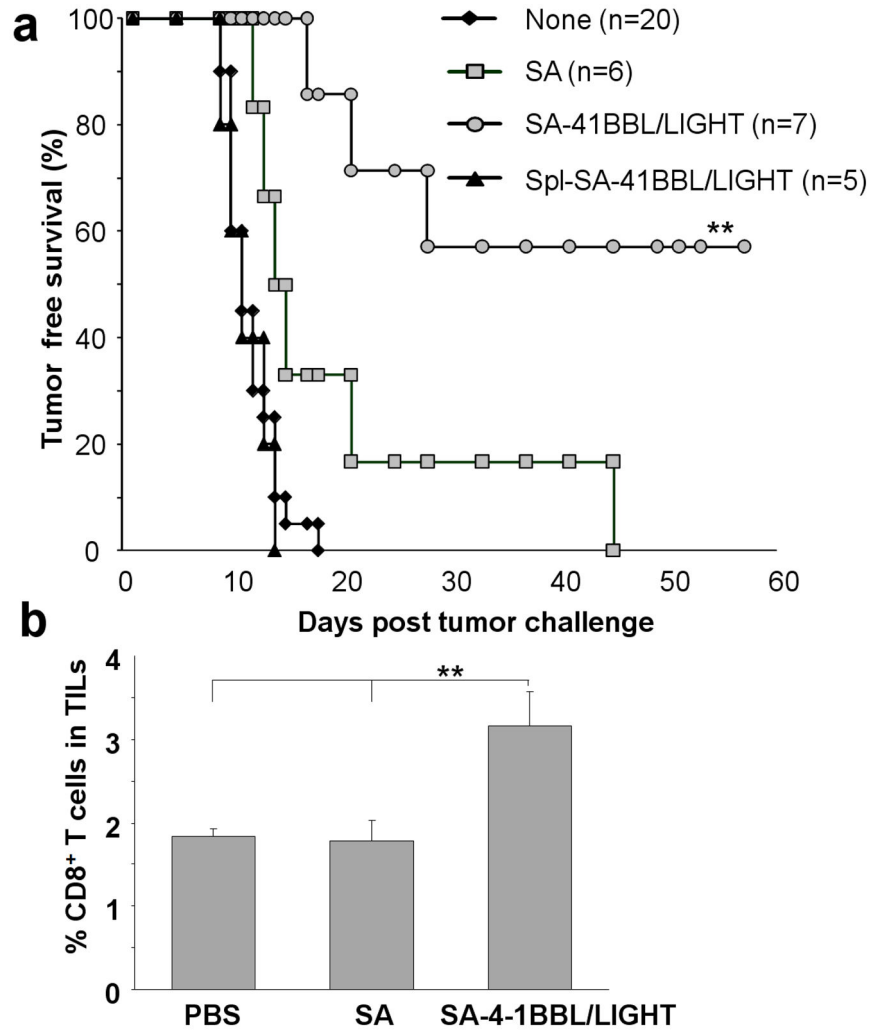 a
None (n=20)
SA (n=6)
SA-41BBL/LIGHT (n=7)
Spl-SA-41BBL/LIGHT (n=5)
**
Tumor free survival (%)
100
80
60
40
20
0
0 10 20 30 40 50 60
Days post tumor challenge
b
% CD8⁺ T cells in TILs
4
3
2
1
0
**
PBS SA SA-4-1BBL/LIGHT